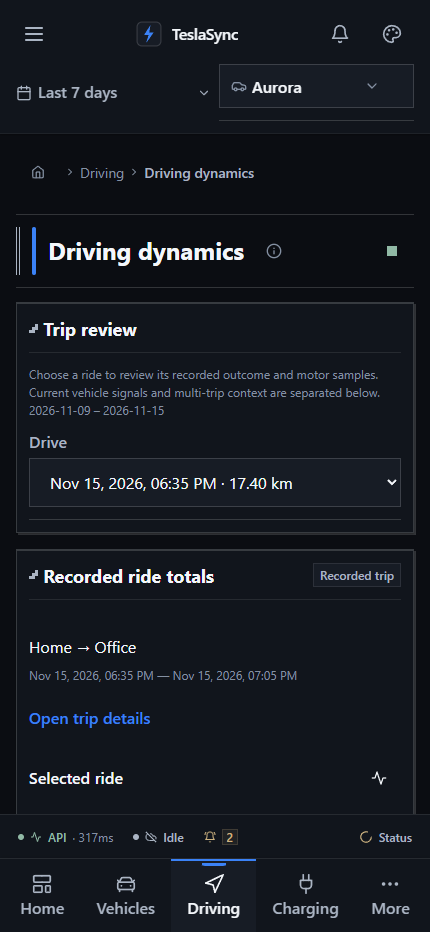 TeslaSync
Last 7 days
Aurora
Driving
Driving dynamics
Driving dynamics
Trip review
Choose a ride to review its recorded outcome and motor samples.
Current vehicle signals and multi-trip context are separated below.
2026-11-09 – 2026-11-15
Drive
Nov 15, 2026, 06:35 PM · 17.40 km
Recorded ride totals
Recorded trip
Home → Office
Nov 15, 2026, 06:35 PM — Nov 15, 2026, 07:05 PM
Open trip details
Selected ride
API · 317ms
Idle
2
Status
Home
Vehicles
Driving
Charging
More